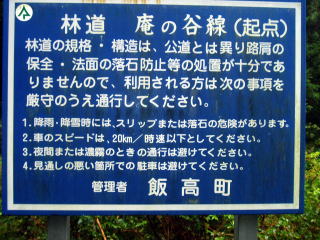 林道 庵の谷線(起点)
林道の規格・構造は、公道とは異り路肩の
保全・法面の落石防止等の処置が十分であ
りませんので、利用される方は次の事項を
厳守のうえ通行してください。
1.降雨・降雪時には、スリップまたは落石の危険があります。
2.車のスピードは、20km/時速以下としてください。
3.夜間または濃霧のときの通行は避けてください。
4.見通しの悪い箇所での駐車は避けてください。
管理者 飯高町